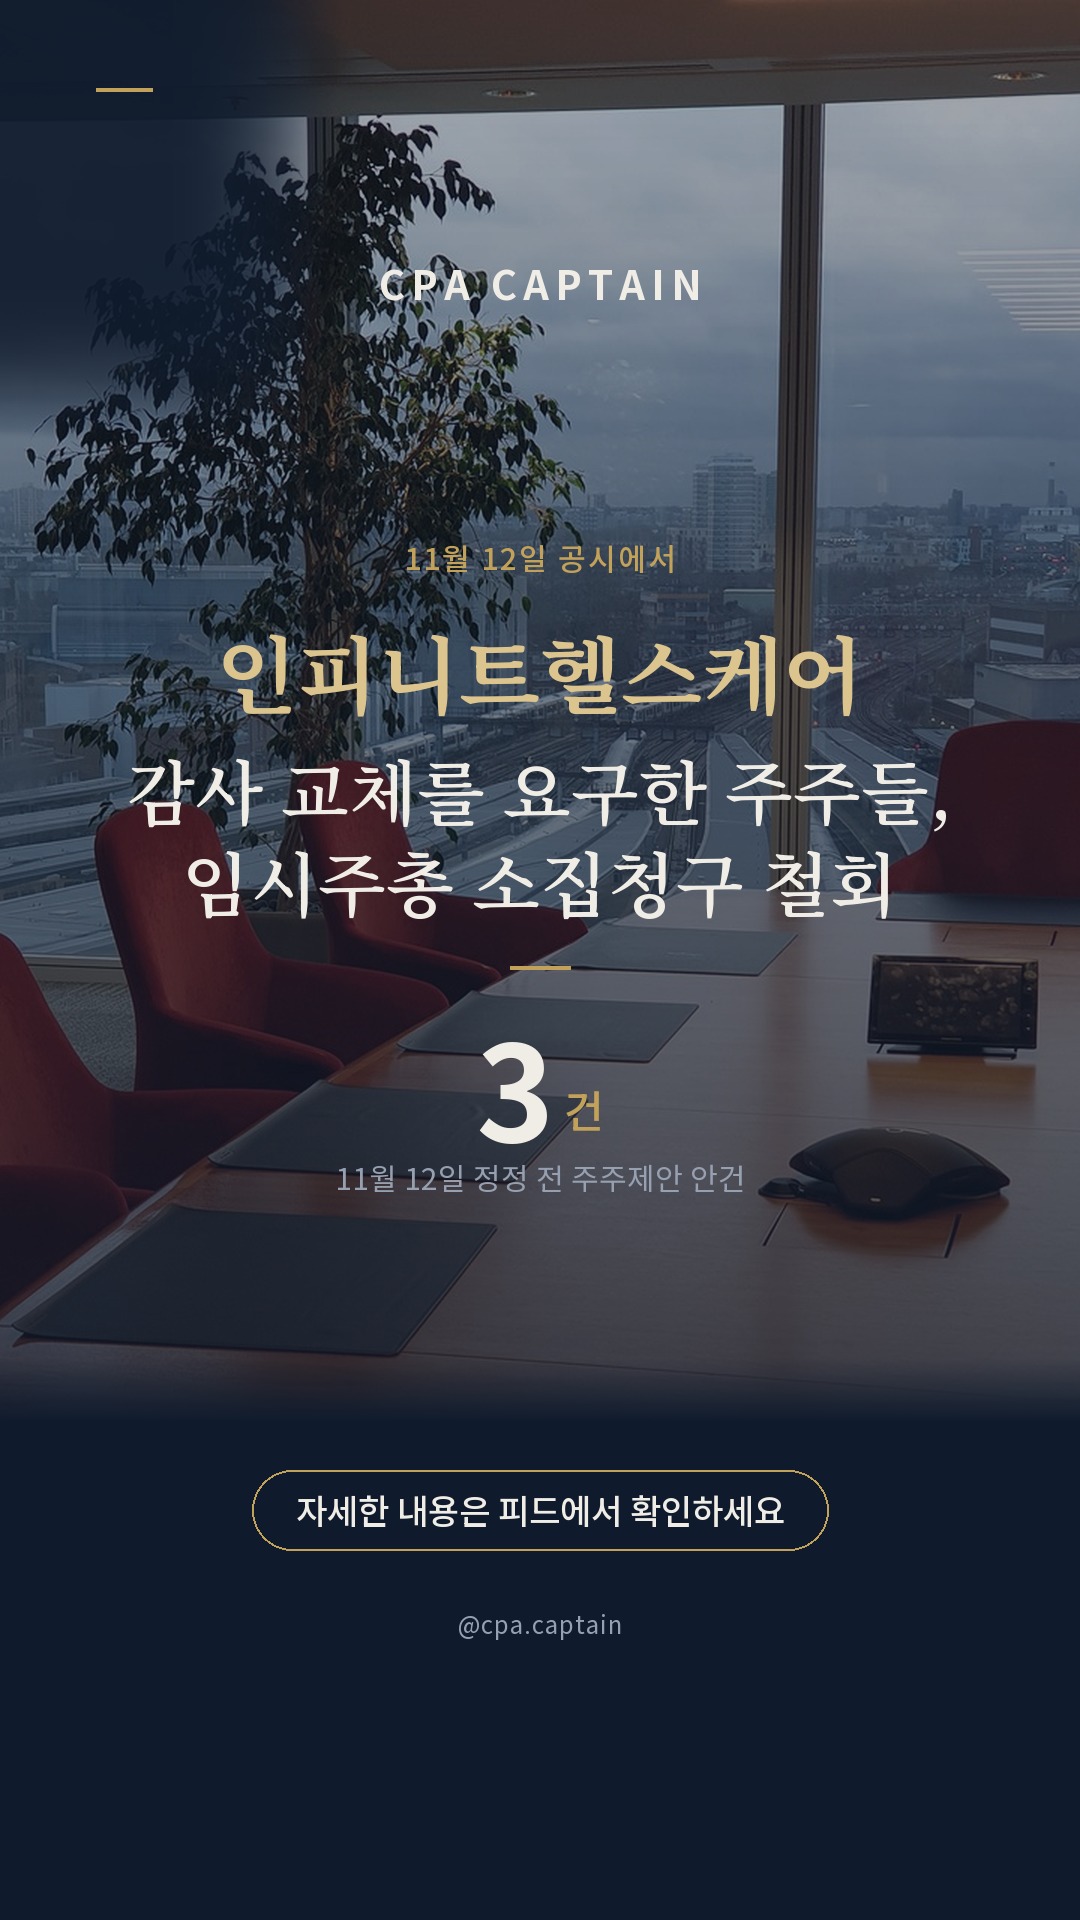 CPA CAPTAIN
11월 12일 공시에서
인피니트헬스케어
감사 교체를 요구한 주주들,
임시주총 소집청구 철회
3건
11월 12일 정정 전 주주제안 안건
자세한 내용은 피드에서 확인하세요
@cpa.captain